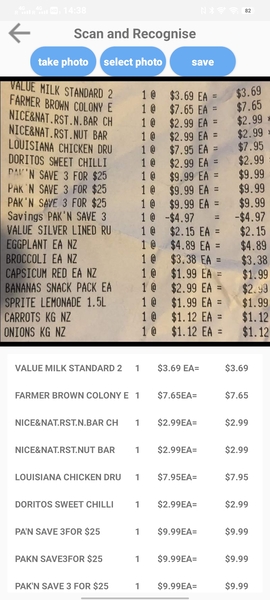 14:36
82
Scan and Recognise
take photo select photo save
VALUE MILK STANDARD 2 1 @ $3.69 EA = $3.69
FARMER BROWN COLONY E 1 @ $7.65 EA = $7.65
NICE&NAT.RST.N.BAR CH 1 @ $2.99 EA = $2.99
NICE&NAT.RST.NUT BAR 1 @ $2.99 EA = $2.99
LOUISIANA CHICKEN DRU 1 @ $7.95 EA = $7.95
DORITOS SWEET CHILLI 1 @ $2.99 EA = $2.99
PAK'N SAVE 3 FOR $25 1 @ $9.99 EA = $9.99
PAK'N SAVE 3 FOR $25 1 @ $9.99 EA = $9.99
PAK'N SAVE 3 FOR $25 1 @ $9.99 EA = $9.99
Savings PAK'N SAVE 3 1 @ -$4.97 = -$4.97
VALUE SILVER LINED RU 1 @ $2.15 EA = $2.15
EGGPLANT EA NZ 1 @ $4.89 EA = $4.89
BROCCOLI EA NZ 1 @ $3.38 EA = $3.38
CAPSICUM RED EA NZ 1 @ $1.99 EA = $1.99
BANANAS SNACK PACK EA 1 @ $2.99 EA = $2.99
SPRITE LEMONADE 1.5L 1 @ $1.99 EA = $1.99
CARROTS KG NZ 1 @ $1.12 EA = $1.12
ONIONS KG NZ 1 @ $1.12 EA = $1.12
VALUE MILK STANDARD 2 1 $3.69EA= $3.69
FARMER BROWN COLONY E 1 $7.65EA= $7.65
NICE&NAT.RST.N.BAR CH 1 $2.99EA= $2.99
NICE&NAT.RST.NUT BAR 1 $2.99EA= $2.99
LOUISIANA CHICKEN DRU 1 $7.95EA= $7.95
DORITOS SWEET CHILLI 1 $2.99EA= $2.99
PA'N SAVE 3FOR $25 1 $9.99EA= $9.99
PAKN SAVE3FOR $25 1 $9.99EA= $9.99
PAK'N SAVE 3 FOR $25 1 $9.99EA= $9.99